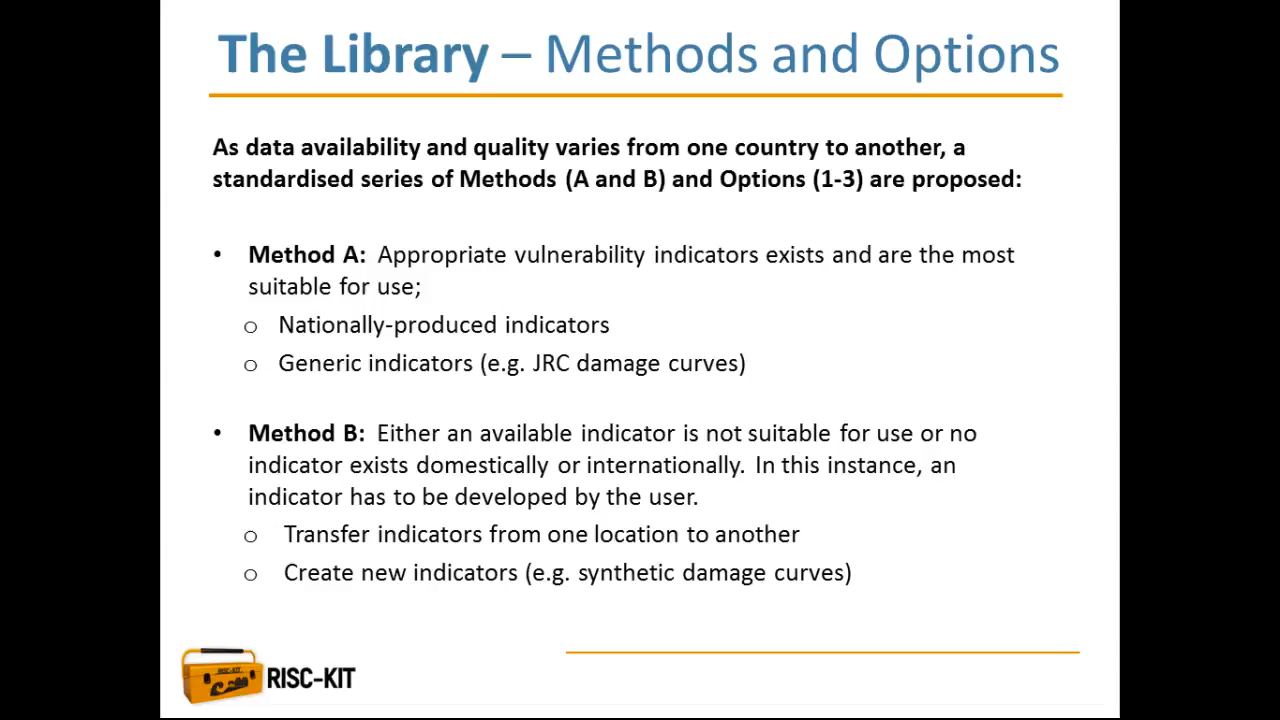 The Library – Methods and Options
As data availability and quality varies from one country to another, a
standardised series of Methods (A and B) and Options (1-3) are proposed:
• Method A: Appropriate vulnerability indicators exists and are the most
suitable for use;
o Nationally-produced indicators
o Generic indicators (e.g. JRC damage curves)
• Method B: Either an available indicator is not suitable for use or no
indicator exists domestically or internationally. In this instance, an
indicator has to be developed by the user.
o Transfer indicators from one location to another
o Create new indicators (e.g. synthetic damage curves)
RISC-KIT
RISC-KIT